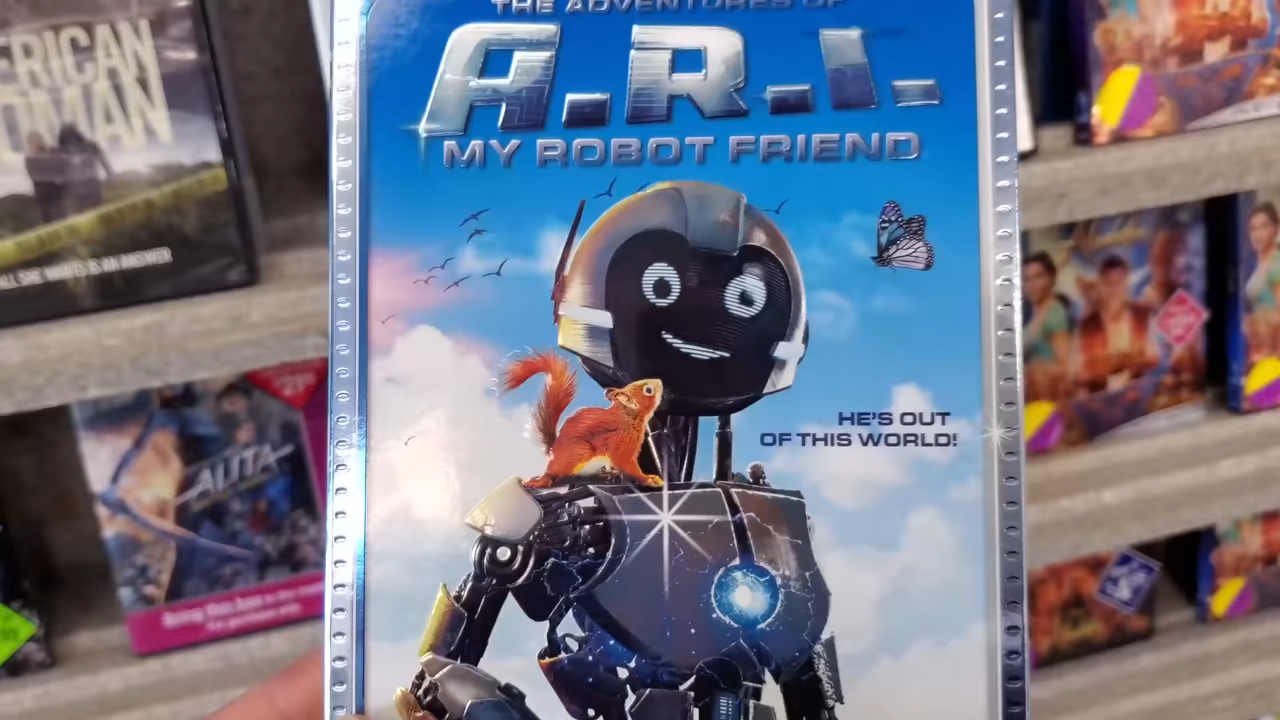 THE ADVENTURES OF
A.R.I.
MY ROBOT FRIEND
HE'S OUT
OF THIS WORLD!
ERICAN
OMAN
ALL SHE WANTS IS AN ANSWER
ALITA